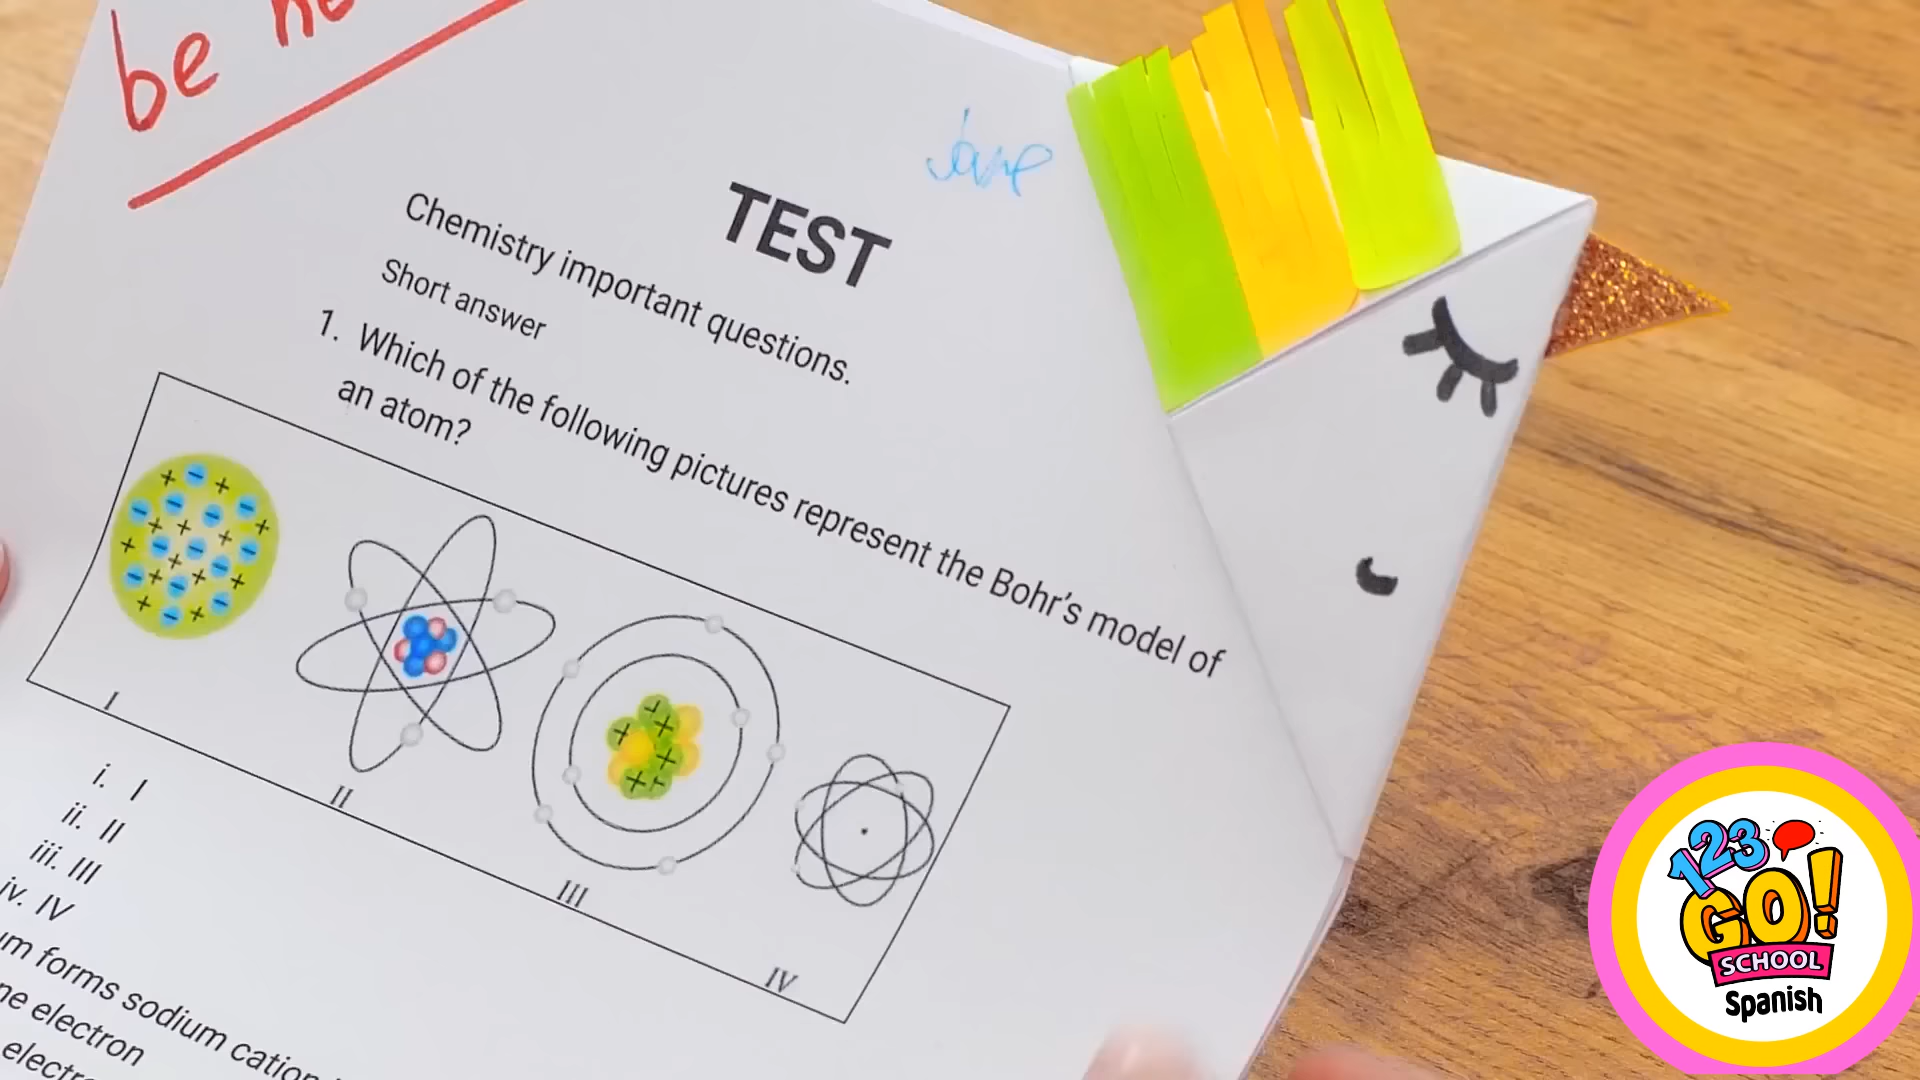 be
Jane
TEST
Chemistry important questions.
Short answer
1. Which of the following pictures represent the Bohr's model of
an atom?
I
II
III
IV
i. I
ii. II
iii. III
iv. IV
forms sodium cation
electron
123
GO!
SCHOOL
Spanish